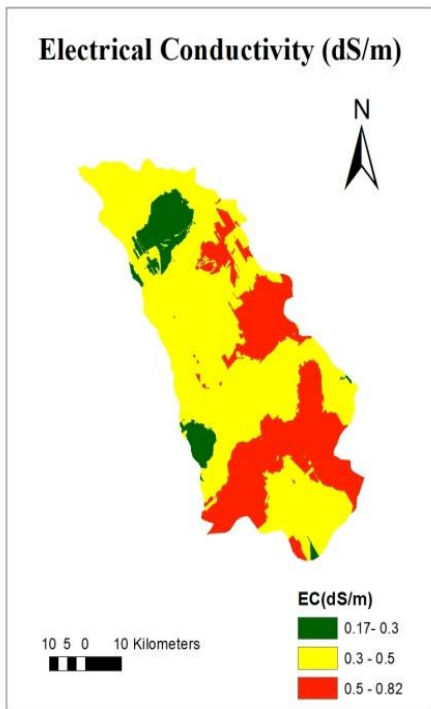 Electrical Conductivity (dS/m)
N
EC(dS/m)
0.17- 0.3
0.3 - 0.5
0.5 - 0.82
10 5 0 10 Kilometers